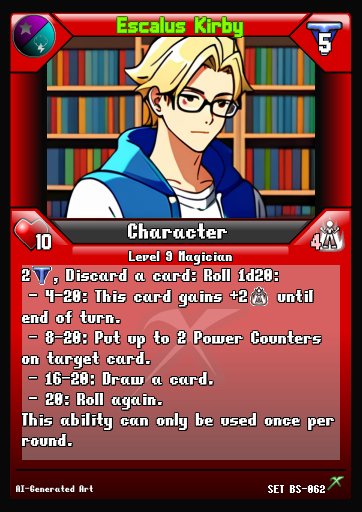 Escalus Kirby
5
Character
10
4
Level 9 Magician
2, Discard a card: Roll 1d20:
- 4-20: This card gains +2 until
end of turn.
- 8-20: Put up to 2 Power Counters
on target card.
- 16-20: Draw a card.
- 20: Roll again.
This ability can only be used once per
round.
AI-Generated Art
SET BS-062